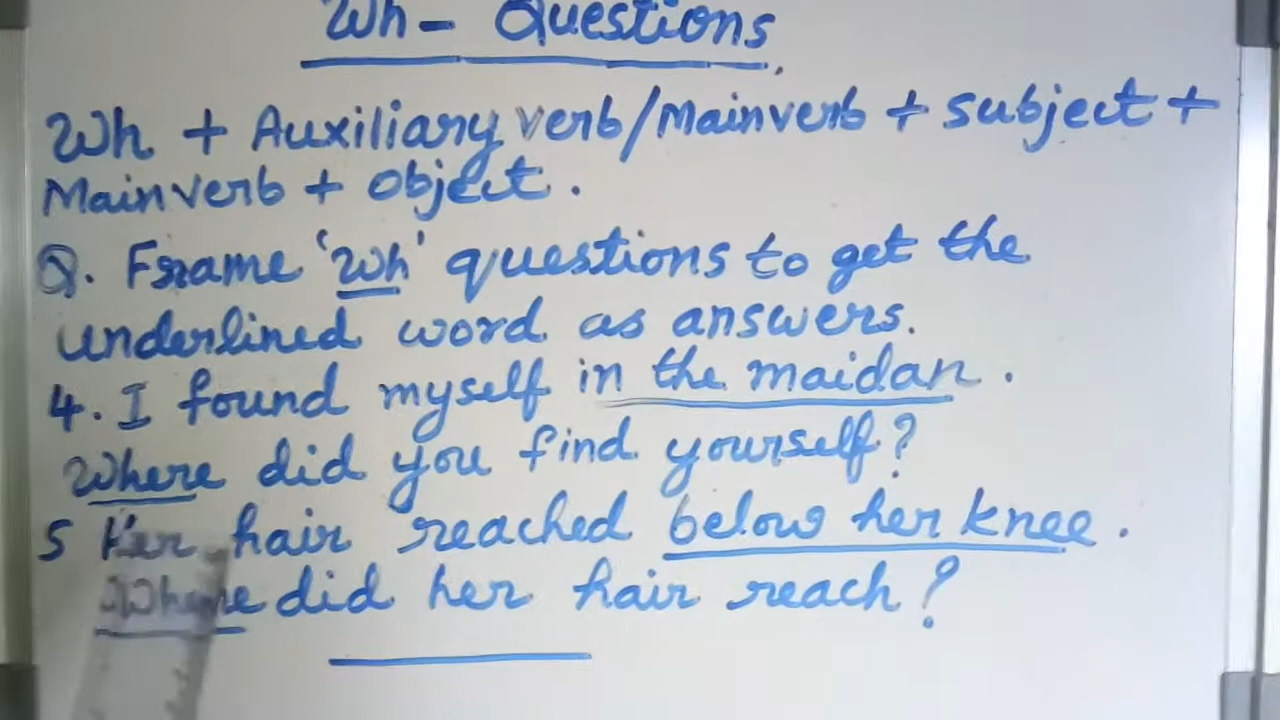 Wh - Questions
Wh + Auxiliary verb/Mainverb + subject +
Mainverb + object.
Q. Frame 'Wh' questions to get the
underlined word as answers.
4. I found myself in the maidan.
Where did you find yourself?
5 Her hair reached below her knee.
Where did her hair reach?